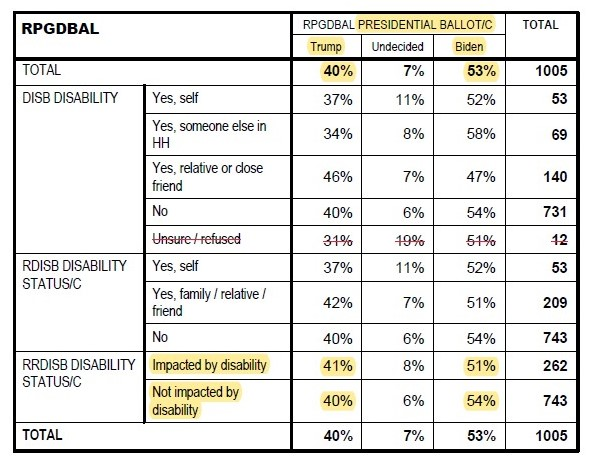 RPGDBAL RPGDBAL PRESIDENTIAL BALLOT/C TOTAL
Trump Undecided Biden
TOTAL 40% 7% 53% 1005
DISB DISABILITY Yes, self 37% 11% 52% 53
Yes, someone else in
HH 34% 8% 58% 69
Yes, relative or close
friend 46% 7% 47% 140
No 40% 6% 54% 731
Unsure / refused 31% 19% 51% 12
RDISB DISABILITY
STATUS/C Yes, self 37% 11% 52% 53
Yes, family / relative /
friend 42% 7% 51% 209
No 40% 6% 54% 743
RRDISB DISABILITY
STATUS/C Impacted by disability 41% 8% 51% 262
Not impacted by
disability 40% 6% 54% 743
TOTAL 40% 7% 53% 1005